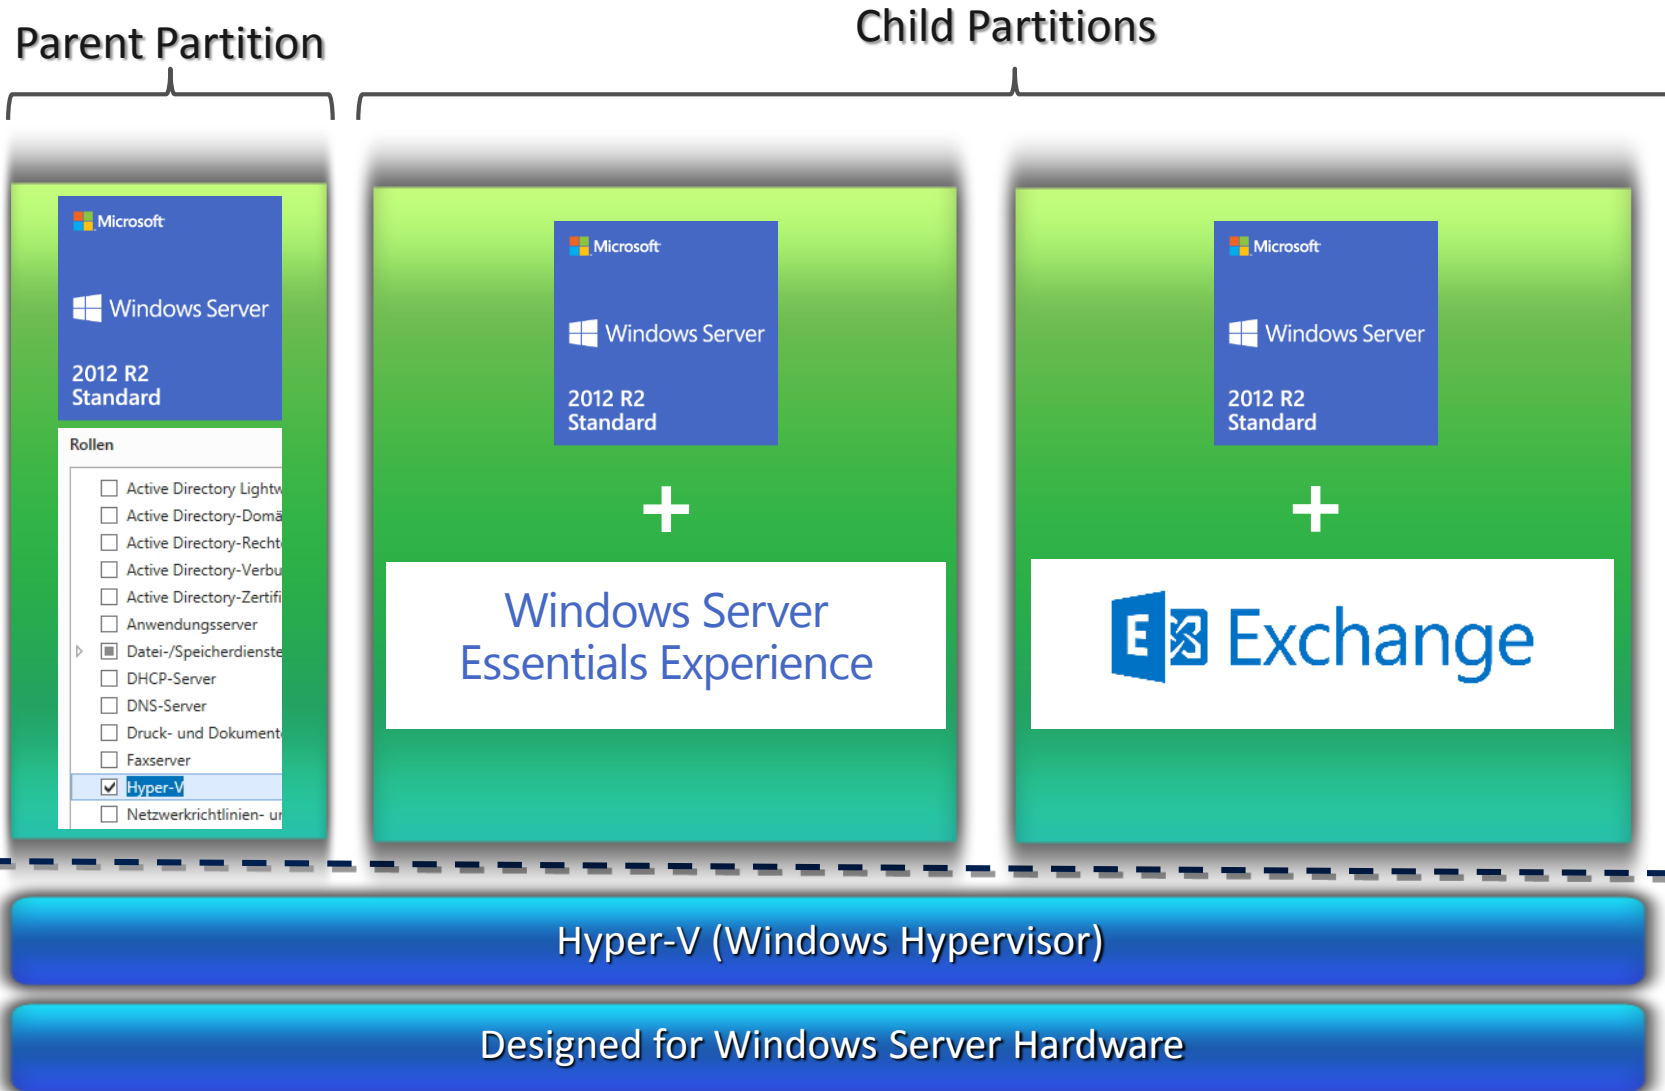 Parent Partition
Child Partitions
Microsoft
Windows Server
2012 R2
Standard
Rollen
Active Directory Lightw
Active Directory-Domä
Active Directory-Recht
Active Directory-Verbu
Active Directory-Zertifi
Anwendungsserver
Datei-/Speicherdienste
DHCP-Server
DNS-Server
Druck- und Dokument
Faxserver
Hyper-V
Netzwerkrichtlinien- ur
Microsoft
Windows Server
2012 R2
Standard
+
Windows Server
Essentials Experience
Microsoft
Windows Server
2012 R2
Standard
+
E Exchange
Hyper-V (Windows Hypervisor)
Designed for Windows Server Hardware